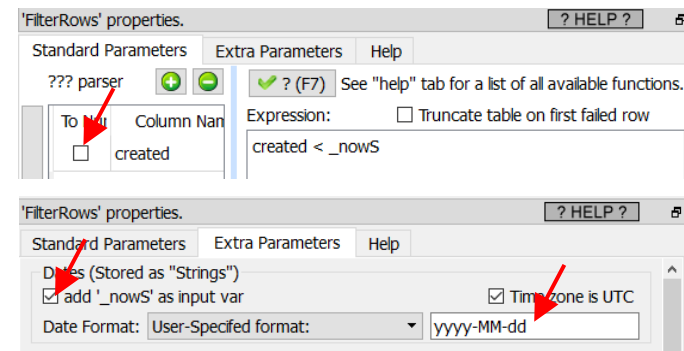 'FilterRows' properties. ? HELP ?
Standard Parameters Extra Parameters Help
??? parser ? (F7) See "help" tab for a list of all available functions.
To Column Nam Expression: Truncate table on first failed row
created created < _nowS
'FilterRows' properties. ? HELP ?
Standard Parameters Extra Parameters Help
Dates (Stored as "Strings")
add '_nowS' as input var Time zone is UTC
Date Format: User-Specifed format: yyyy-MM-dd